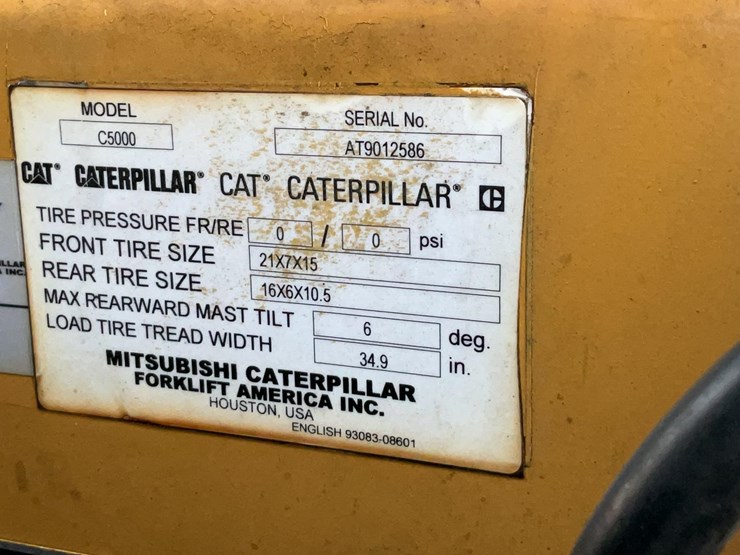 MODEL
C5000
SERIAL No.
AT9012586
CAT® CATERPILLAR® CAT® CATERPILLAR®
TIRE PRESSURE FR/RE 0 / 0 psi
FRONT TIRE SIZE 21X7X15
REAR TIRE SIZE 16X6X10.5
MAX REARWARD MAST TILT 6 deg.
LOAD TIRE TREAD WIDTH 34.9 in.
MITSUBISHI CATERPILLAR
FORKLIFT AMERICA INC.
HOUSTON, USA
ENGLISH 93083-08601
INC.